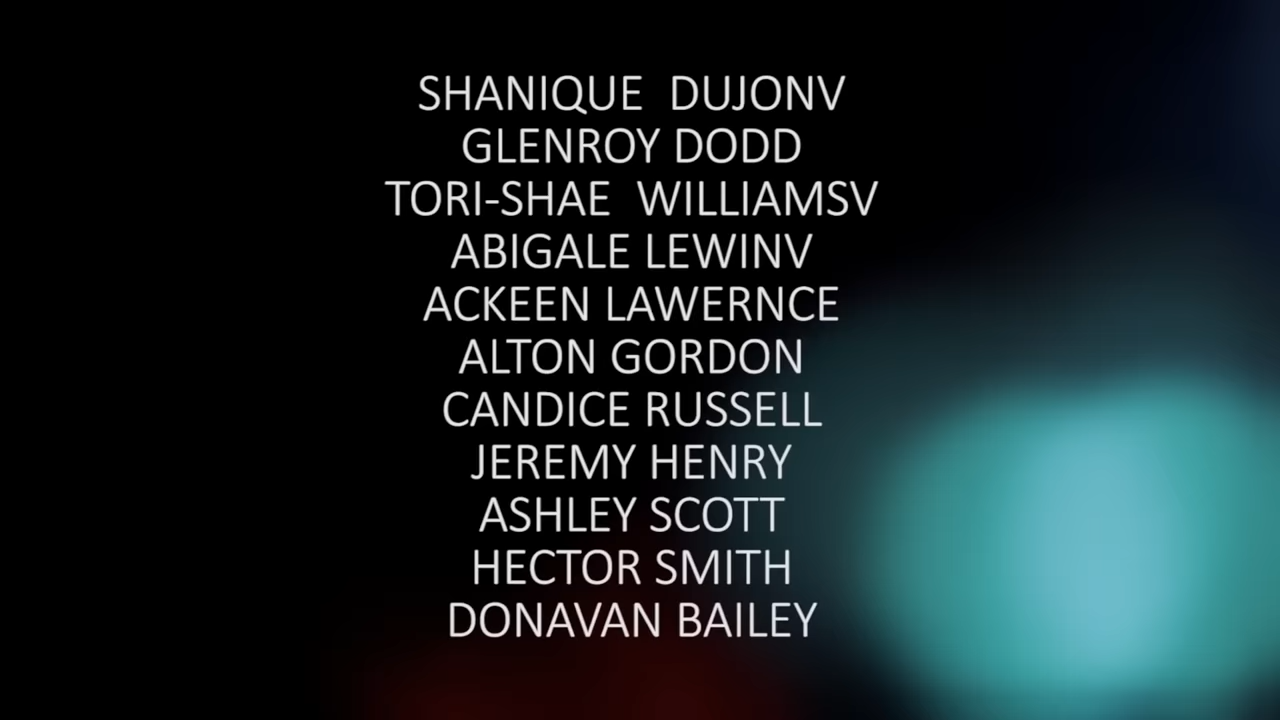 SHANIQUE  DUJONV
GLENROY DODD
TORI-SHAE  WILLIAMSV
ABIGALE LEWINV
ACKEEN LAWERNCE
ALTON GORDON
CANDICE RUSSELL
JEREMY HENRY
ASHLEY SCOTT
HECTOR SMITH
DONAVAN BAILEY